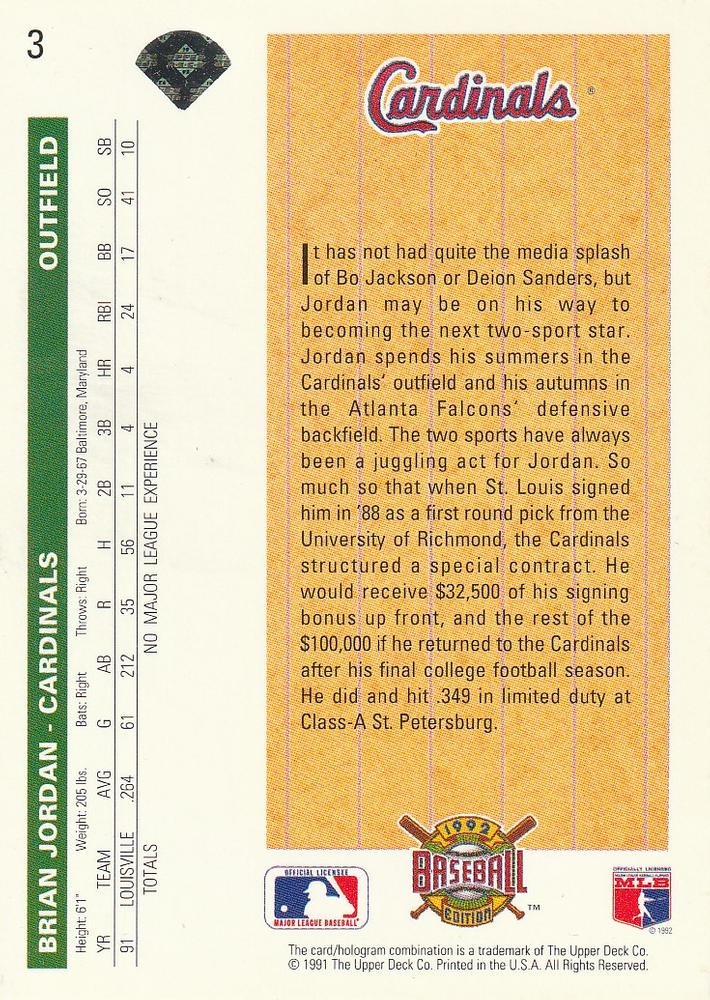 3
BRIAN JORDAN - CARDINALS OUTFIELD
Height: 6'1" Weight: 205 lbs. Bats: Right Throws: Right Born: 3-29-67 Baltimore, Maryland
YR TEAM AVG G AB R H 2B 3B HR RBI BB SO SB
91 LOUISVILLE .264 61 212 35 56 11 4 4 24 17 41 10
TOTALS NO MAJOR LEAGUE EXPERIENCE
Cardinals ®
It has not had quite the media splash
of Bo Jackson or Deion Sanders, but
Jordan may be on his way to
becoming the next two-sport star.
Jordan spends his summers in the
Cardinals' outfield and his autumns in
the Atlanta Falcons' defensive
backfield. The two sports have always
been a juggling act for Jordan. So
much so that when St. Louis signed
him in '88 as a first round pick from the
University of Richmond, the Cardinals
structured a special contract. He
would receive $32,500 of his signing
bonus up front, and the rest of the
$100,000 if he returned to the Cardinals
after his final college football season.
He did and hit .349 in limited duty at
Class-A St. Petersburg.
1992
BASEBALL
EDITION
™
OFFICIAL LICENSEE
MAJOR LEAGUE BASEBALL
OFFICIALLY LICENSED
MLB
© 1992
The card/hologram combination is a trademark of The Upper Deck Co.
© 1991 The Upper Deck Co. Printed in the U.S.A. All Rights Reserved.